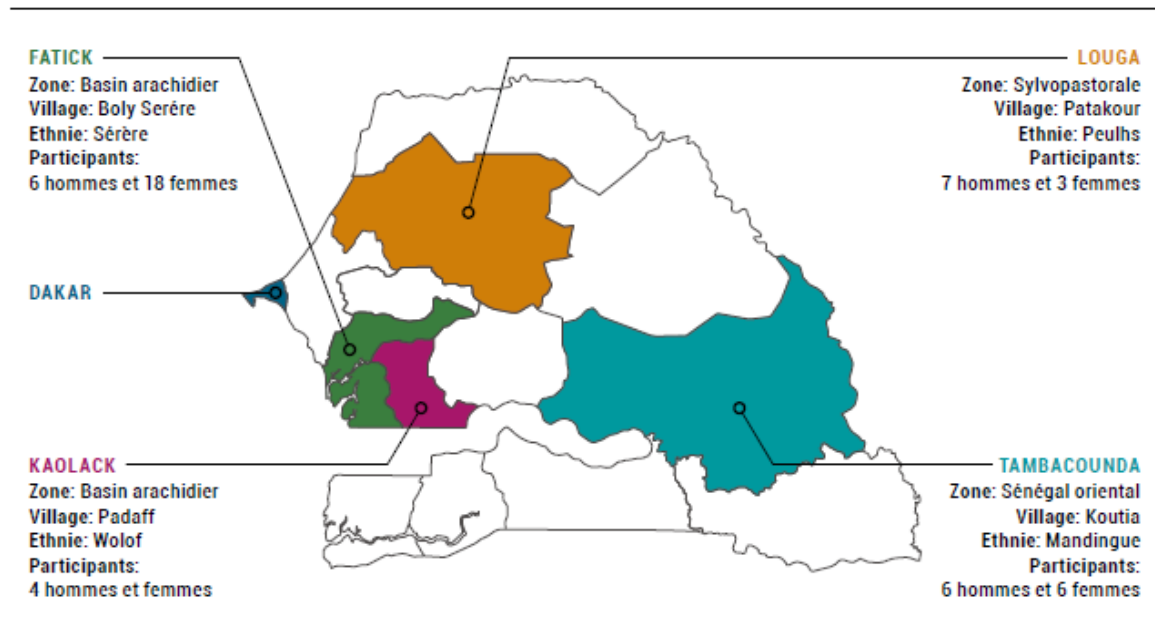 FATICK
Zone: Basin arachidier
Village: Boly Serére
Ethnie: Sérère
Participants:
6 hommes et 18 femmes
LOUGA
Zone: Sylvopastorale
Village: Patakour
Ethnie: Peulhs
Participants:
7 hommes et 3 femmes
DAKAR
KAOLACK
Zone: Basin arachidier
Village: Padaff
Ethnie: Wolof
Participants:
4 hommes et femmes
TAMBACOUNDA
Zone: Sénégal oriental
Village: Koutia
Ethnie: Mandingue
Participants:
6 hommes et 6 femmes